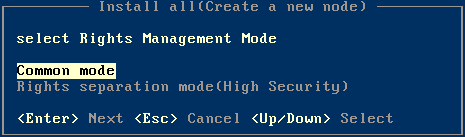 Install all(Create a new node)
select Rights Management Mode
Common mode
Rights separation mode(High Security)
<Enter> Next <Esc> Cancel <Up/Down> Select